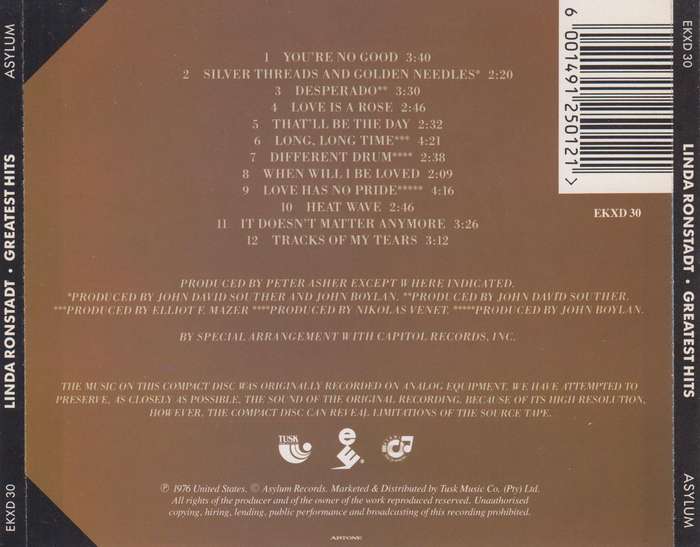 ASYLUM
LINDA RONSTADT • GREATEST HITS
EKXD 30
1 YOU'RE NO GOOD 3:40
2 SILVER THREADS AND GOLDEN NEEDLES* 2:20
3 DESPERADO** 3:30
4 LOVE IS A ROSE 2:46
5 THAT'LL BE THE DAY 2:32
6 LONG, LONG TIME*** 4:21
7 DIFFERENT DRUM**** 2:38
8 WHEN WILL I BE LOVED 2:09
9 LOVE HAS NO PRIDE***** 4:16
10 HEAT WAVE 2:46
11 IT DOESN'T MATTER ANYMORE 3:26
12 TRACKS OF MY TEARS 3:12
6 001491 250121 >
EKXD 30
PRODUCED BY PETER ASHER EXCEPT WHERE INDICATED.
*PRODUCED BY JOHN DAVID SOUTHER AND JOHN BOYLAN. **PRODUCED BY JOHN DAVID SOUTHER.
***PRODUCED BY ELLIOT F. MAZER ****PRODUCED BY NIKOLAS VENET. *****PRODUCED BY JOHN BOYLAN.
BY SPECIAL ARRANGEMENT WITH CAPITOL RECORDS, INC.
THE MUSIC ON THIS COMPACT DISC WAS ORIGINALLY RECORDED ON ANALOG EQUIPMENT. WE HAVE ATTEMPTED TO
PRESERVE, AS CLOSELY AS POSSIBLE, THE SOUND OF THE ORIGINAL RECORDING. BECAUSE OF ITS HIGH RESOLUTION,
HOWEVER, THE COMPACT DISC CAN REVEAL LIMITATIONS OF THE SOURCE TAPE.
TUSK
℗ 1976 United States. © Asylum Records. Marketed & Distributed by Tusk Music Co. (Pty) Ltd.
All rights of the producer and of the owner of the work reproduced reserved. Unauthorised
copying, hiring, lending, public performance and broadcasting of this recording prohibited.
ARTONE
EKXD 30
LINDA RONSTADT • GREATEST HITS
ASYLUM